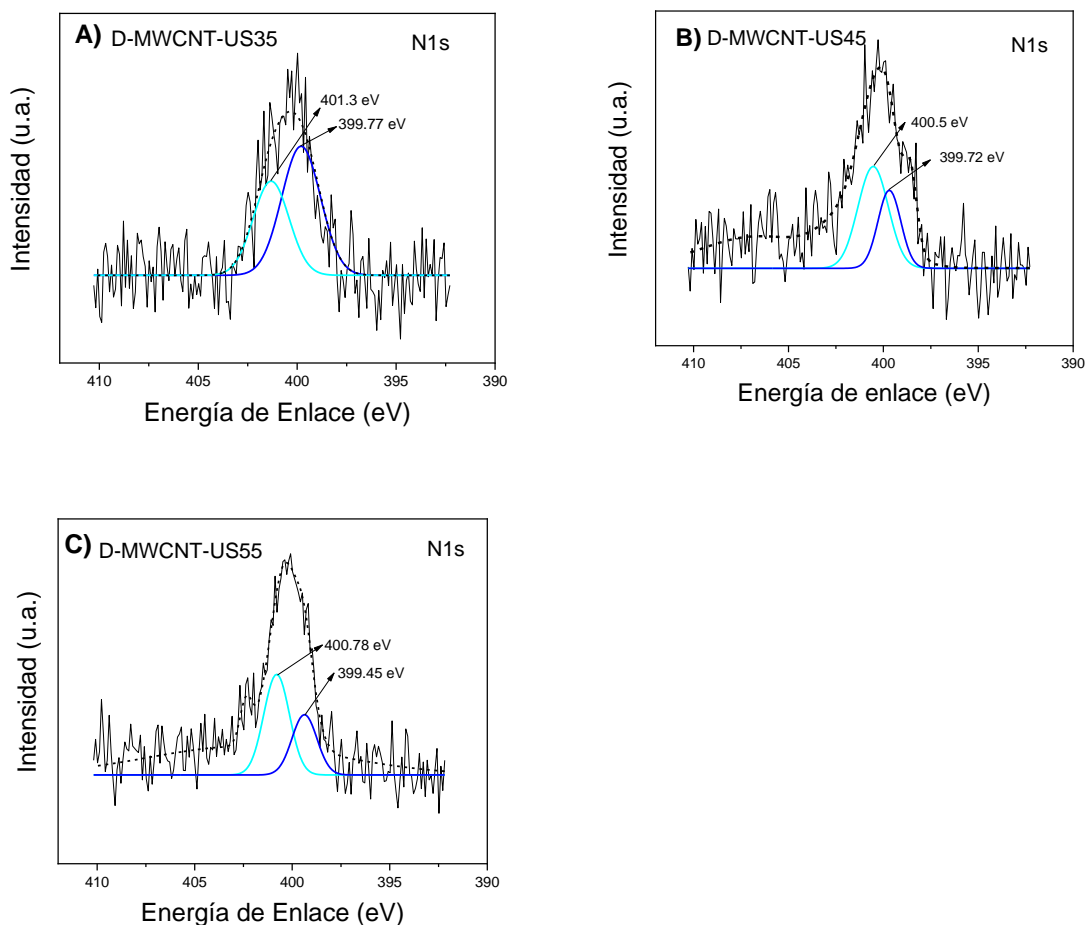 A) D-MWCNT-US35
N1s
401.3 eV
399.77 eV
Intensidad (u.a.)
410 405 400 395 390
Energía de Enlace (eV)
B) D-MWCNT-US45
N1s
400.5 eV
399.72 eV
Intensidad (u.a.)
410 405 400 395 390
Energía de enlace (eV)
C) D-MWCNT-US55
N1s
400.78 eV
399.45 eV
Intensidad (u.a.)
410 405 400 395 390
Energía de Enlace (eV)